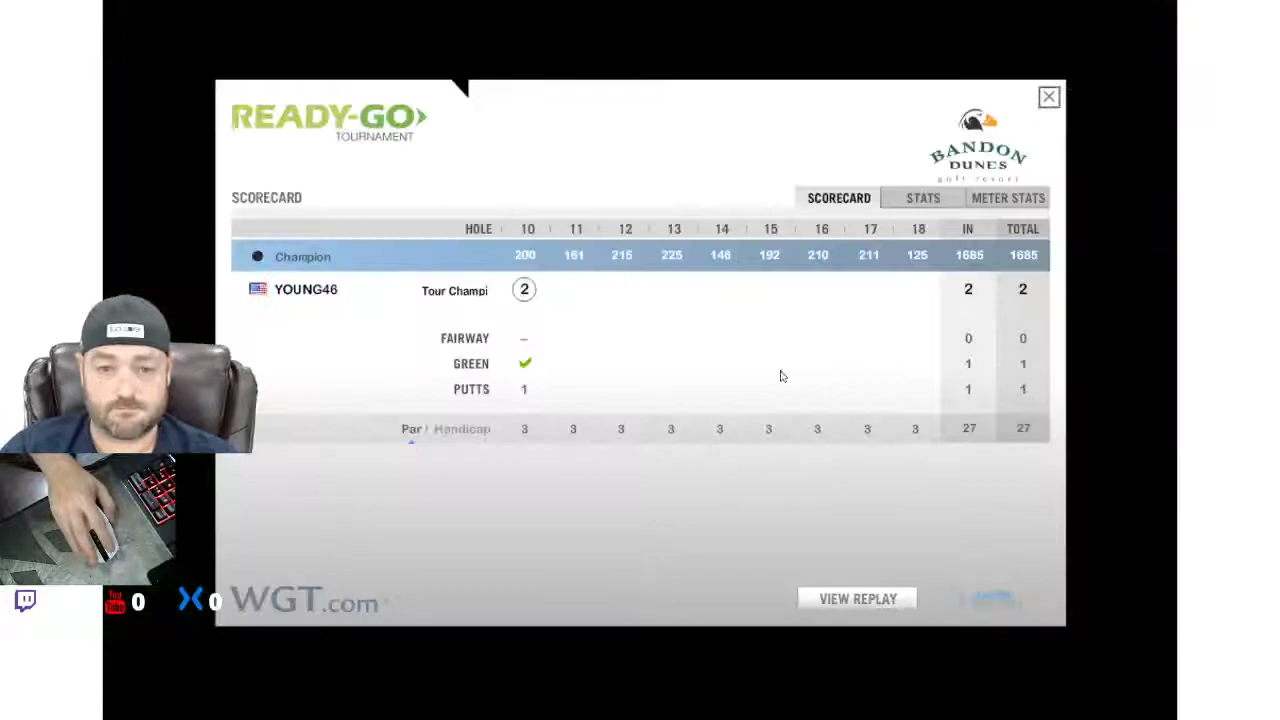 READY-GO
TOURNAMENT
BANDON
DUNES
golf resort
SCORECARD
SCORECARD STATS METER STATS
HOLE 10 11 12 13 14 15 16 17 18 IN TOTAL
Champion 200 161 215 225 146 192 210 211 125 1685 1685
YOUNG46 Tour Champi 2 2 2
FAIRWAY – 0 0
GREEN 1 1
PUTTS 1 1 1
Par / Handicap 3 3 3 3 3 3 3 3 3 27 27
You Tube 0 0
WGT.com
VIEW REPLAY